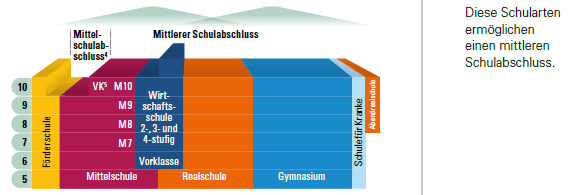 Mittel-
schulab-
schluss⁴
Mittlerer Schulabschluss
Diese Schularten
ermöglichen
einen mittleren
Schulabschluss.
10
9
8
7
6
5
Förderschule
VK⁵ M10
M9
M8
M7
Wirt-
schafts-
schule
2-, 3- und
4-stufig
Vorklasse
Mittelschule
Realschule
Gymnasium
Schule für Kranke
Abendrealschule